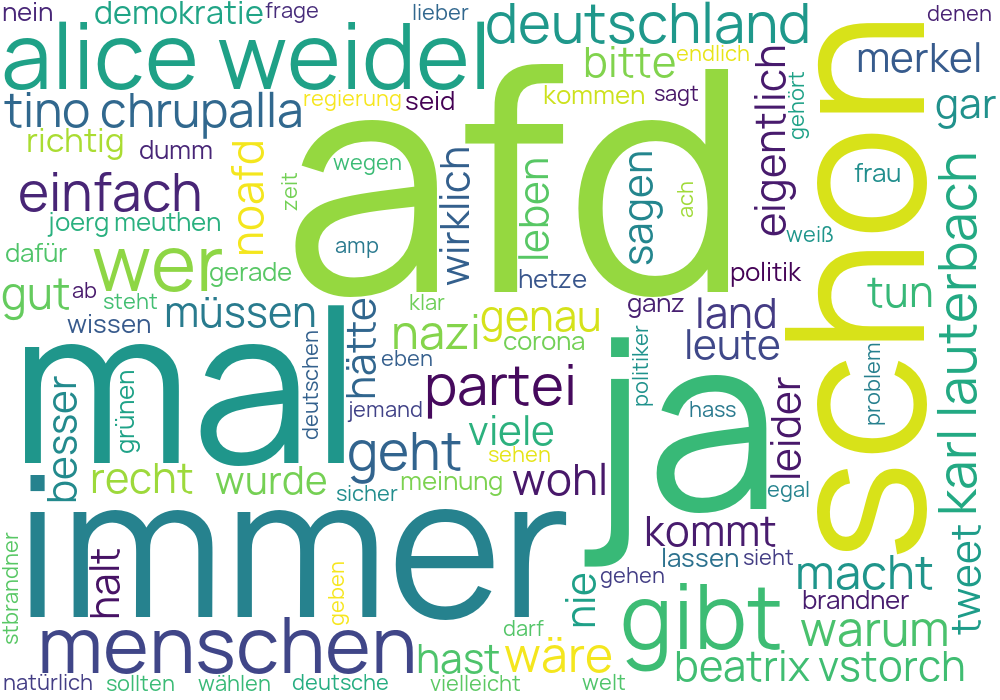 nein
demokratie
frage
lieber
deutschland
denen
alice weidel
schon
merkel
bitte
endlich
eigentlich
gehört
tino chrupalla
regierung
seid
kommen
sagt
gar
afd
richtig
dumm
noafd
wegen
zeit
wirklich
leben
sagen
ach
frau
einfach
joerg meuthen
karl lauterbach
dafür
wer
amp
weiß
gerade
hetze
politik
gut
ab
steht
klar
ganz
tun
wissen
müssen
hätte
nazi
genau
land
mal
deutschen
eben
corona
politiker
leute
ja
problem
besser
grünen
jemand
partei
hass
leider
geht
viele
sehen
recht
wurde
sicher
meinung
wohl
egal
immer
kommt
stbrandner
halt
geben
nie
lassen
sieht
gehen
macht
tweet
brandner
menschen
darf
gibt
warum
hast
wäre
beatrix vstorch
natürlich
sollten
wählen
deutsche
vielleicht
welt